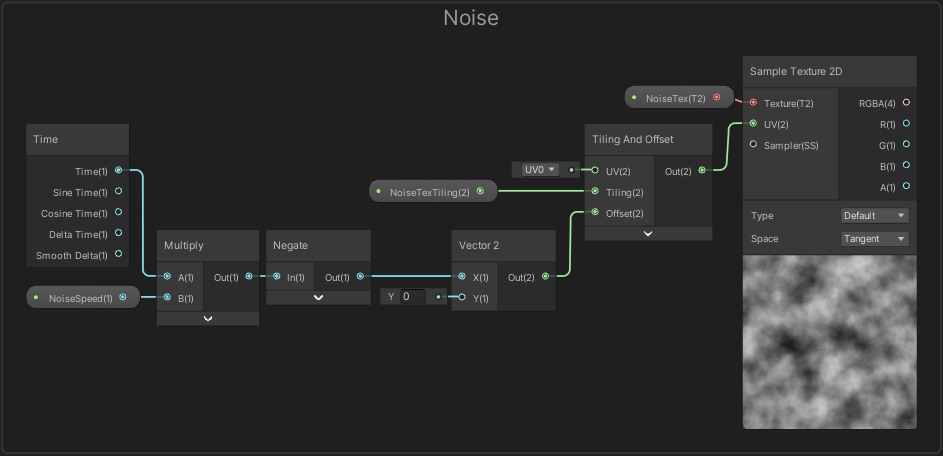 Noise
Time
Time(1)
Sine Time(1)
Cosine Time(1)
Delta Time(1)
Smooth Delta(1)
NoiseSpeed(1)
Multiply
A(1) Out(1)
B(1)
Negate
In(1) Out(1)
Y 0
Vector 2
X(1) Out(2)
Y(1)
NoiseTexTiling(2)
UV0
Tiling And Offset
UV(2) Out(2)
Tiling(2)
Offset(2)
NoiseTex(T2)
Sample Texture 2D
Texture(T2) RGBA(4)
UV(2) R(1)
Sampler(SS) G(1)
B(1)
A(1)
Type Default
Space Tangent